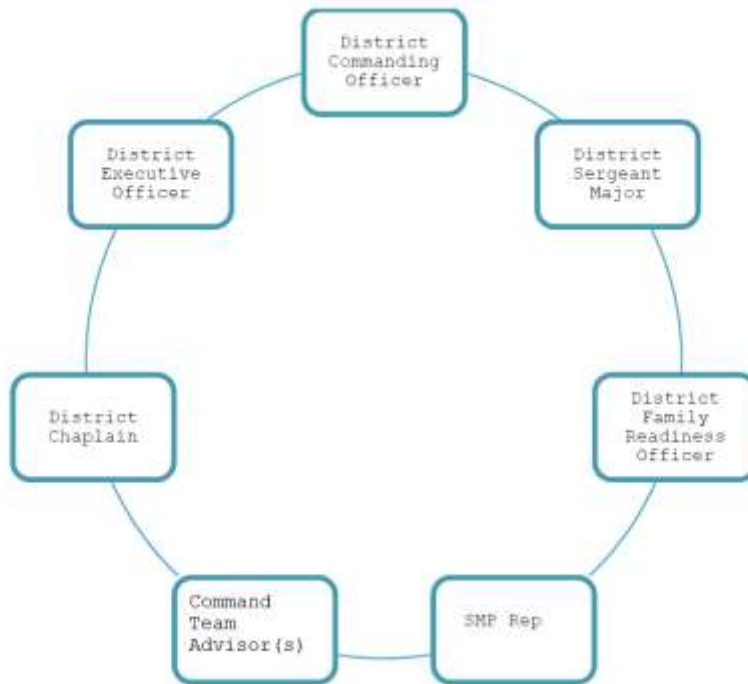 District
Commanding
Officer
District
Executive
Officer
District
Sergeant
Major
District
Chaplain
District
Family
Readiness
Officer
Command
Team
Advisor(s)
SMP Rep